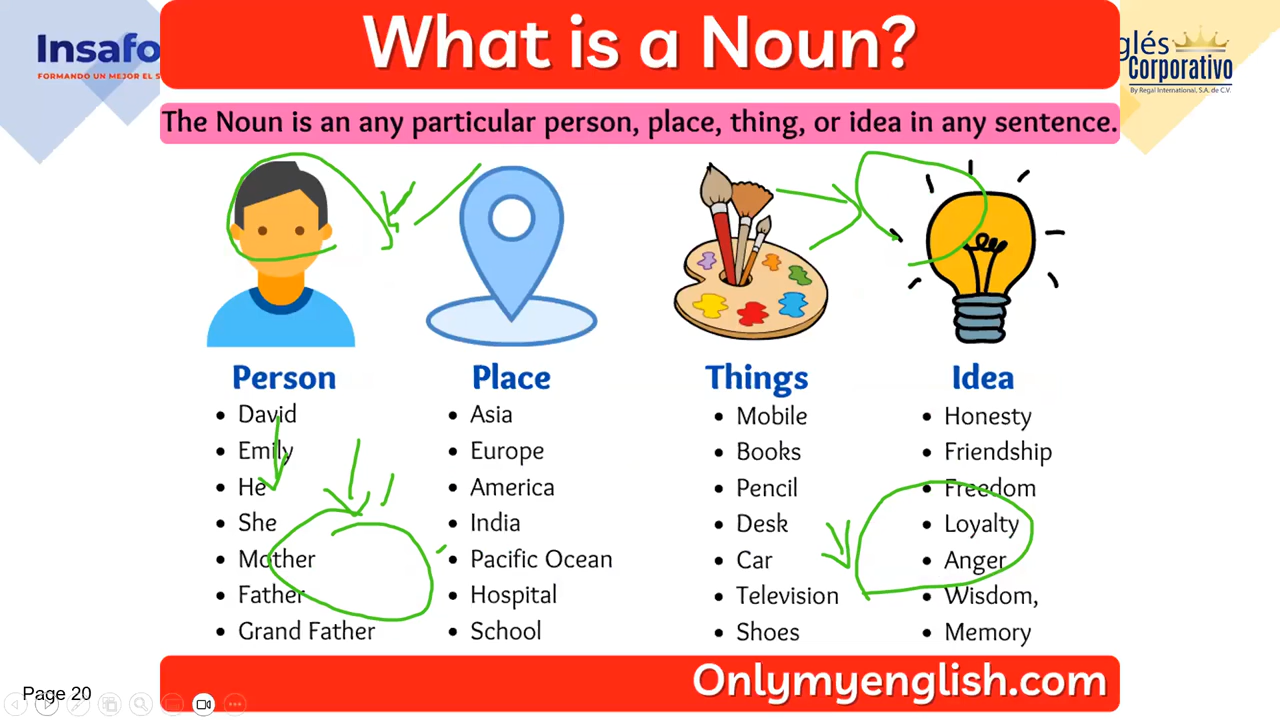 What is a Noun?
Insafo
FORMANDO UN MEJOR EL S
glés
Corporativo
By Regal International, S.A. de C.V.
The Noun is an any particular person, place, thing, or idea in any sentence.
Person
David
Emily
He
She
Mother
Father
Grand Father
Place
Asia
Europe
America
India
Pacific Ocean
Hospital
School
Things
Mobile
Books
Pencil
Desk
Car
Television
Shoes
Idea
Honesty
Friendship
Freedom
Loyalty
Anger
Wisdom,
Memory
Onlymyenglish.com
Page 20